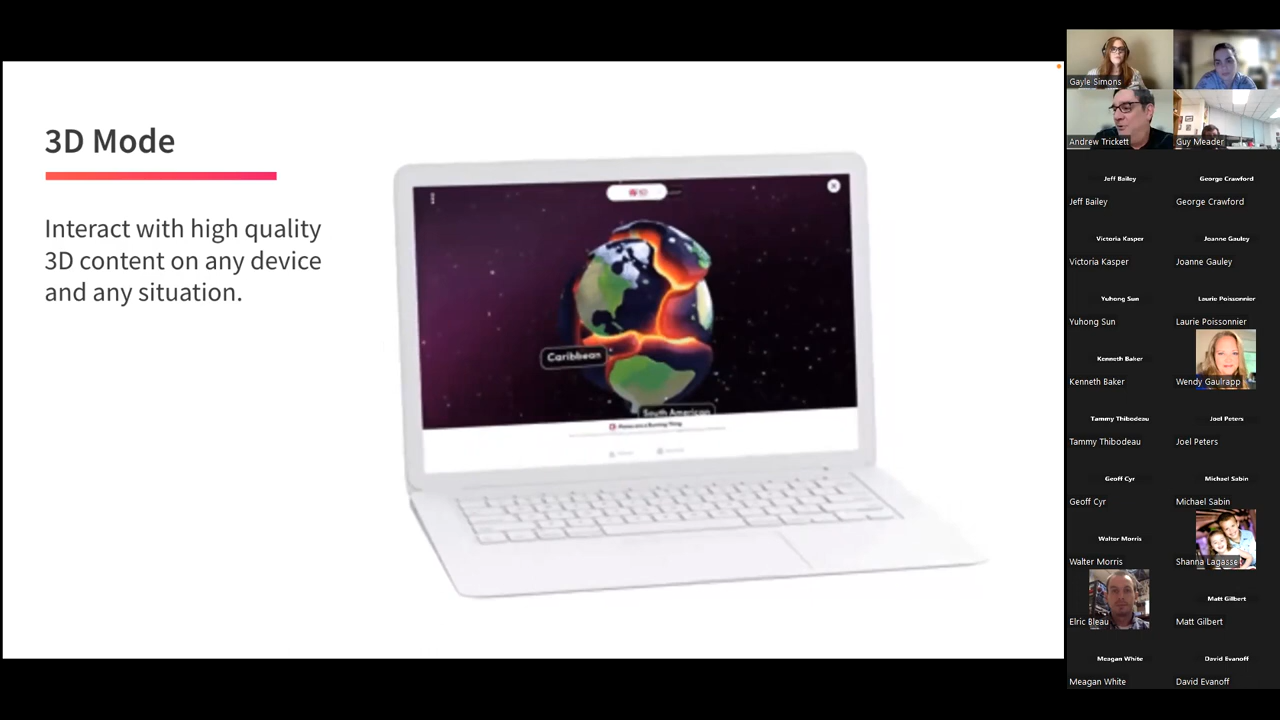 3D Mode
Interact with high quality
3D content on any device
and any situation.
Caribbean
South American
Gayle Simons
Andrew Trickett
Guy Meader
Jeff Bailey
George Crawford
Jeff Bailey
George Crawford
Victoria Kasper
Joanne Gauley
Victoria Kasper
Joanne Gauley
Yuhong Sun
Laurie Poissonnier
Yuhong Sun
Laurie Poissonnier
Kenneth Baker
Kenneth Baker
Wendy Gaulrapp
Tammy Thibodeau
Joel Peters
Tammy Thibodeau
Joel Peters
Geoff Cyr
Michael Sabin
Geoff Cyr
Michael Sabin
Walter Morris
Walter Morris
Shanna Lagasse
Matt Gilbert
Elric Bleau
Matt Gilbert
Meagan White
David Evanoff
Meagan White
David Evanoff